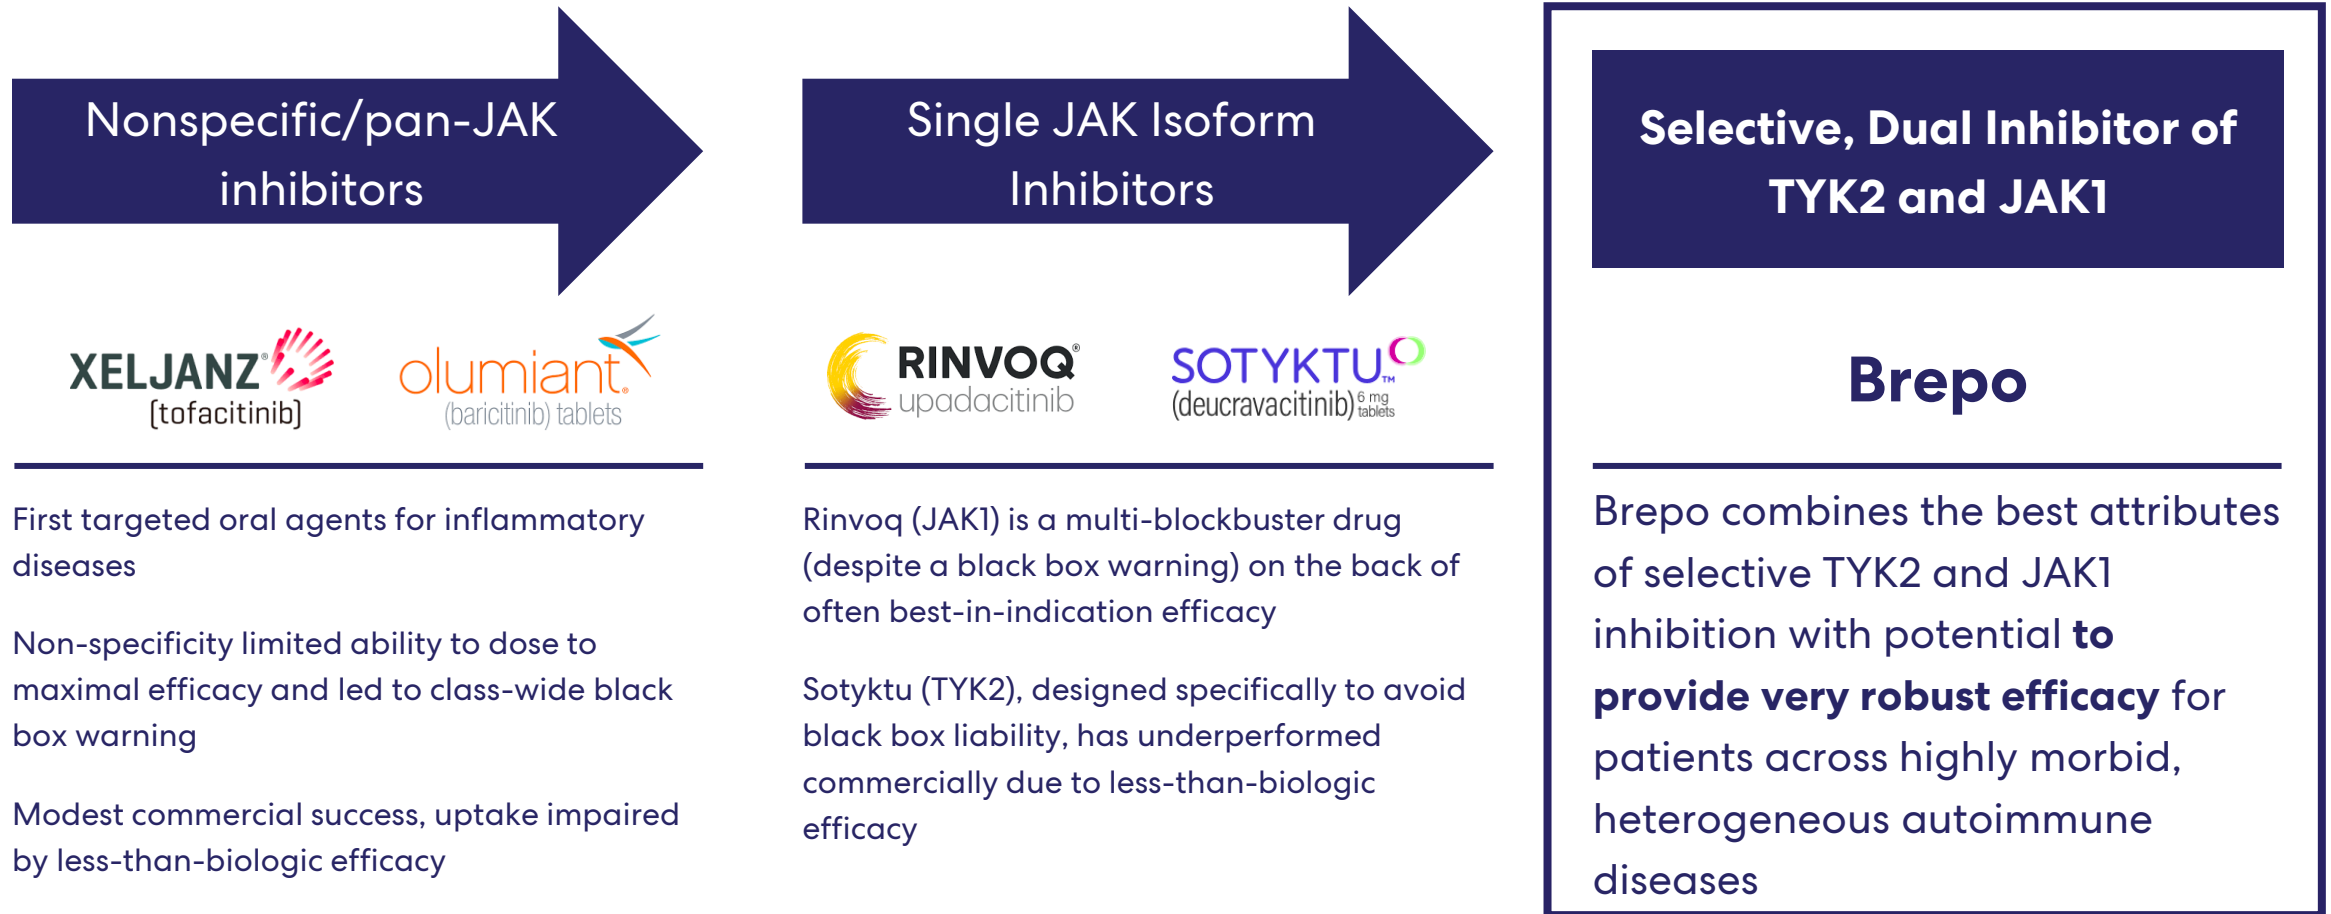 Nonspecific/pan-JAK
inhibitors
XELJANZ®
(tofacitinib)
olumiant®
(baricitinib) tablets
First targeted oral agents for inflammatory
diseases
Non-specificity limited ability to dose to
maximal efficacy and led to class-wide black
box warning
Modest commercial success, uptake impaired
by less-than-biologic efficacy
Single JAK Isoform
Inhibitors
RINVOQ®
upadacitinib
SOTYKTU™
(deucravacitinib) 6 mg
tablets
Rinvoq (JAK1) is a multi-blockbuster drug
(despite a black box warning) on the back of
often best-in-indication efficacy
Sotyktu (TYK2), designed specifically to avoid
black box liability, has underperformed
commercially due to less-than-biologic
efficacy
Selective, Dual Inhibitor of
TYK2 and JAK1
Brepo
Brepo combines the best attributes
of selective TYK2 and JAK1
inhibition with potential to
provide very robust efficacy for
patients across highly morbid,
heterogeneous autoimmune
diseases